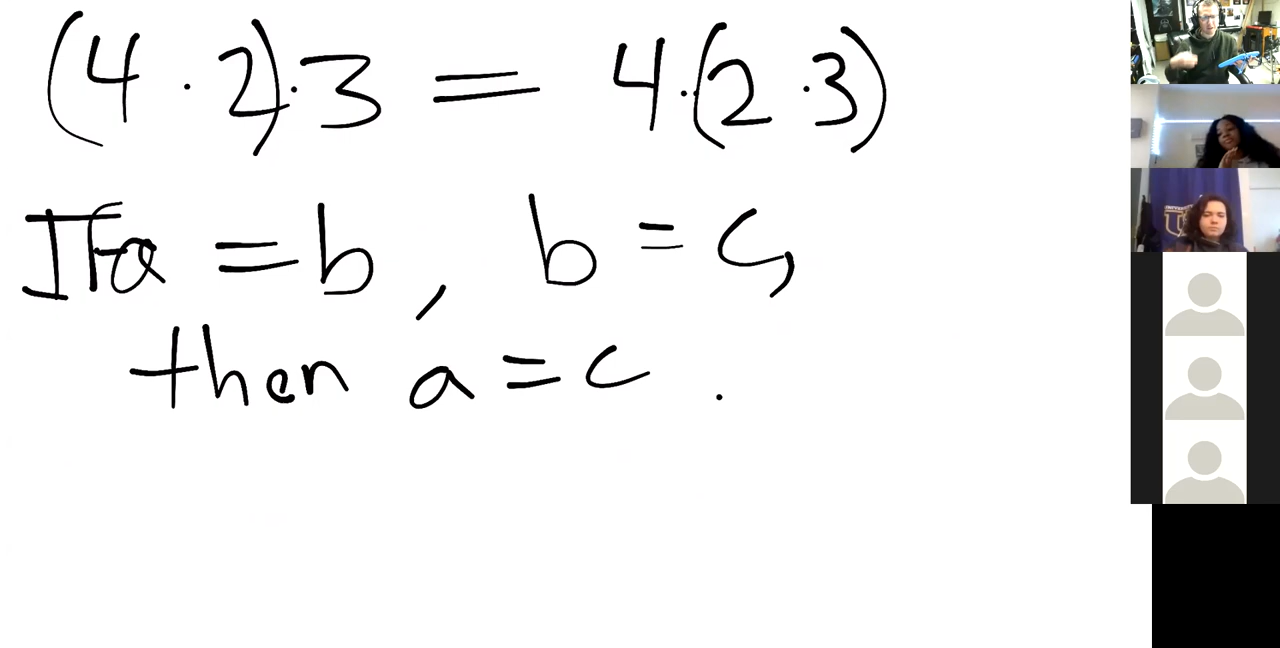 (4 · 2) · 3 = 4 · (2 · 3)
If a = b, b = c,
then a = c.